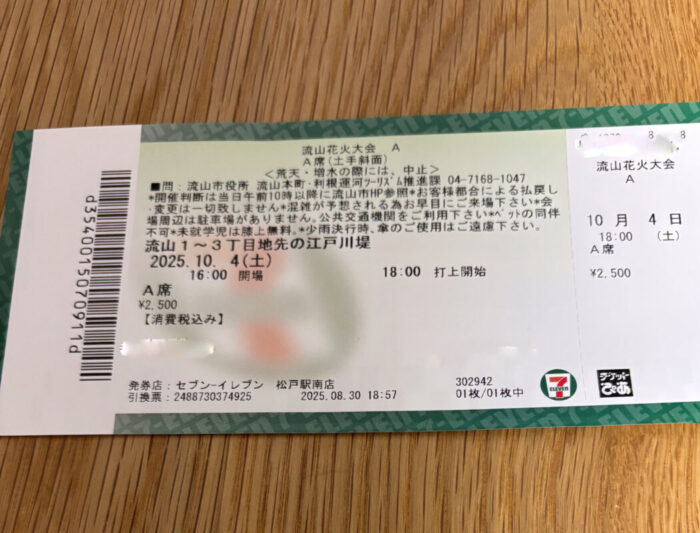 流山花火大会 A
A席(土手斜面)
<荒天・増水の際には、中止>
■問:流山市役所 流山本町・利根運河ツーリズム推進課 04-7168-1047
*開催判断は当日午前10時以降に流山市HP参照*お客様都合による払戻し
・変更は一切致しません*混雑が予想される為お早目にご来場下さい*会
場周辺は駐車場がありません。公共交通機関をご利用下さい*ペットの同伴
不可*未就学児は膝上無料。*少雨決行時、傘のご使用はご遠慮下さい。
流山1~3丁目地先の江戸川堤
2025.10. 4(土)
16:00 開場 18:00 打上開始
A席
¥2,500
【消費税込み】
発券店:セブン-イレブン 松戸駅南店 302942
引換票:2488730374925 2025.08.30 18:57 01枚/01枚中
d3540015070911d
7
ELEVEN
流山花火大会
A
10月 4日
18:00 (土)
A席
¥2,500
チケットぴあ
7-ELEVEN